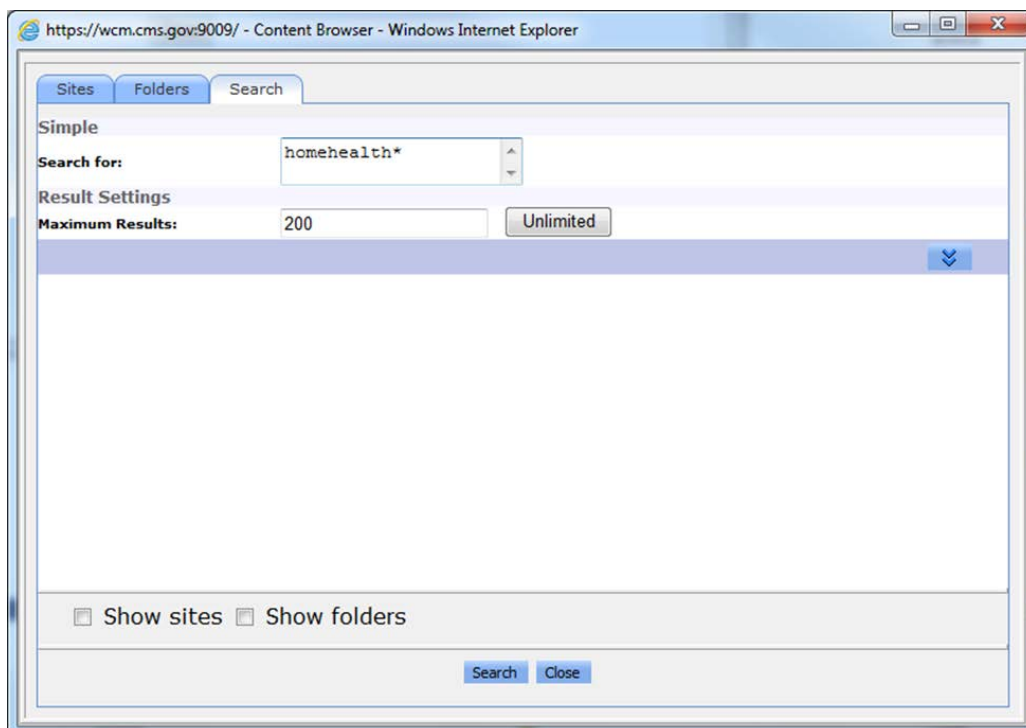 https://wcm.cms.gov:9009/ - Content Browser - Windows Internet Explorer
Sites Folders Search
Simple
Search for: homehealth*
Result Settings
Maximum Results: 200 Unlimited
Show sites Show folders
Search Close